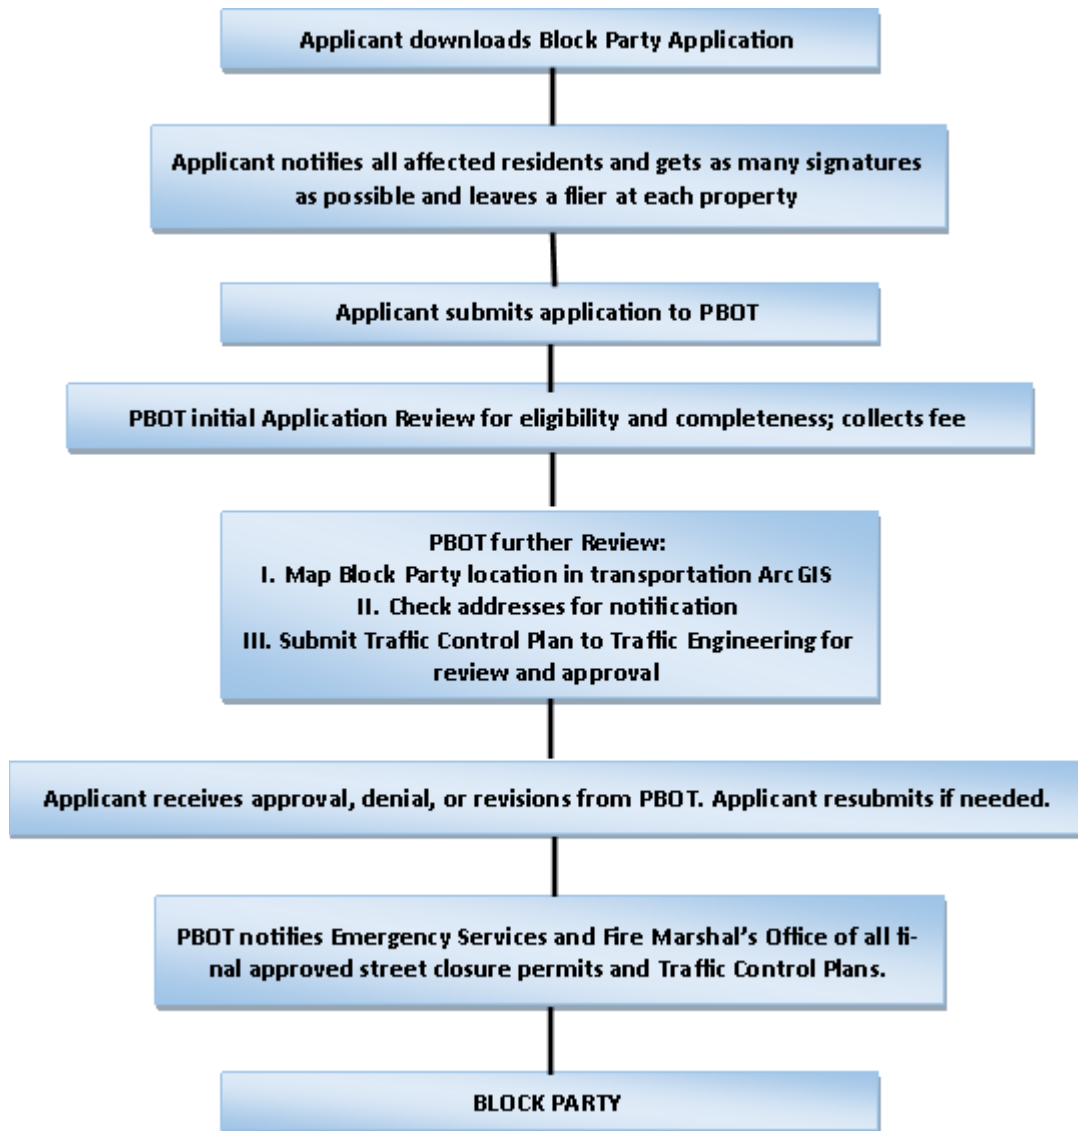 Applicant downloads Block Party Application
Applicant notifies all affected residents and gets as many signatures
as possible and leaves a flier at each property
Applicant submits application to PBOT
PBOT initial Application Review for eligibility and completeness; collects fee
PBOT further Review:
I. Map Block Party location in transportation ArcGIS
II. Check addresses for notification
III. Submit Traffic Control Plan to Traffic Engineering for
review and approval
Applicant receives approval, denial, or revisions from PBOT. Applicant resubmits if needed.
PBOT notifies Emergency Services and Fire Marshal's Office of all fi-
nal approved street closure permits and Traffic Control Plans.
BLOCK PARTY